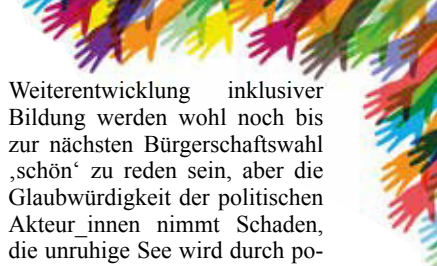 Weiterentwicklung inklusiver
Bildung werden wohl noch bis
zur nächsten Bürgerschaftswahl
‚schön‘ zu reden sein, aber die
Glaubwürdigkeit der politischen
Akteur_innen nimmt Schaden,
die unruhige See wird durch po-